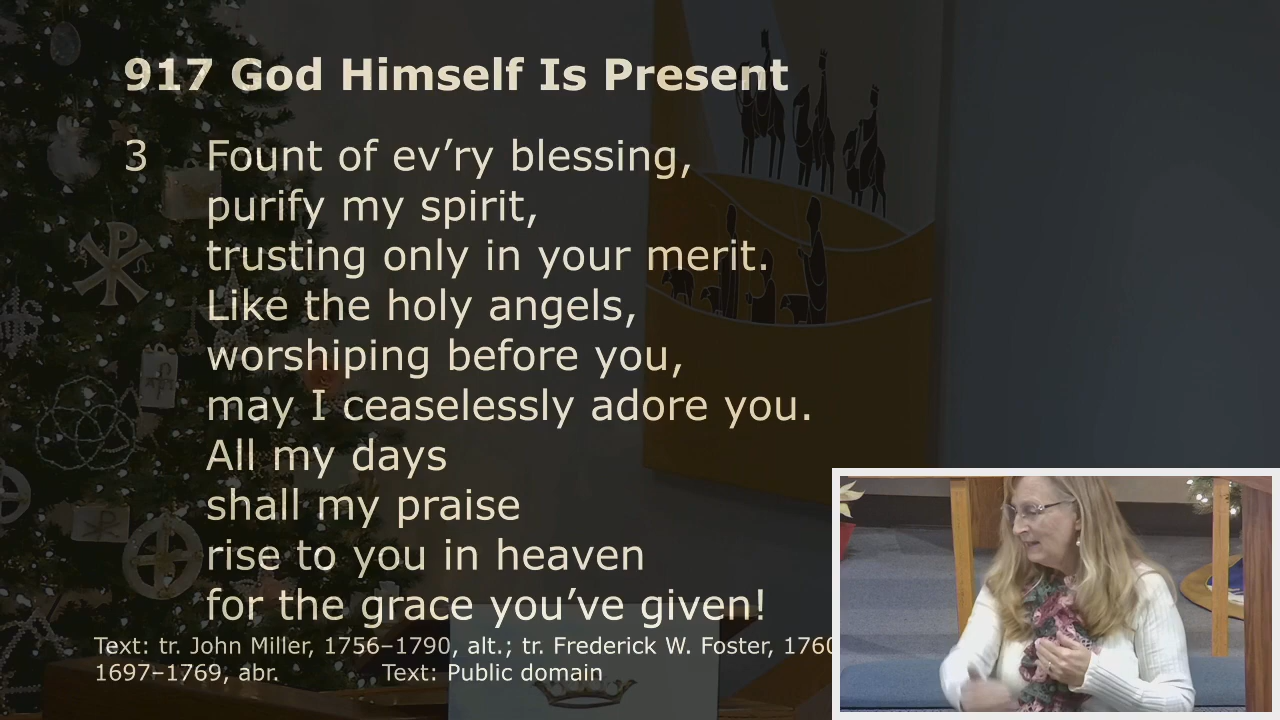 917 God Himself Is Present
3 Fount of ev’ry blessing,
purify my spirit,
trusting only in your merit.
Like the holy angels,
worshiping before you,
may I ceaselessly adore you.
All my days
shall my praise
rise to you in heaven
for the grace you’ve given!
Text: tr. John Miller, 1756–1790, alt.; tr. Frederick W. Foster, 1760
1697–1769, abr. Text: Public domain